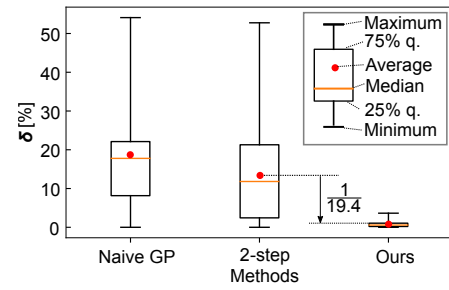 50
40
30
20
10
0
δ [%]
Maximum
75% q.
Average
Median
25% q.
Minimum
1
19.4
Naive GP
2-step
Methods
Ours